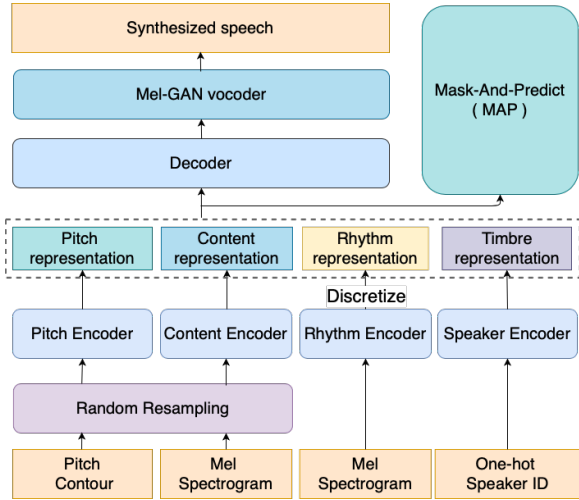 Synthesized speech
Mel-GAN vocoder
Mask-And-Predict
( MAP )
Decoder
Pitch
representation
Content
representation
Rhythm
representation
Timbre
representation
Discretize
Pitch Encoder
Content Encoder
Rhythm Encoder
Speaker Encoder
Random Resampling
Pitch
Contour
Mel
Spectrogram
Mel
Spectrogram
One-hot
Speaker ID